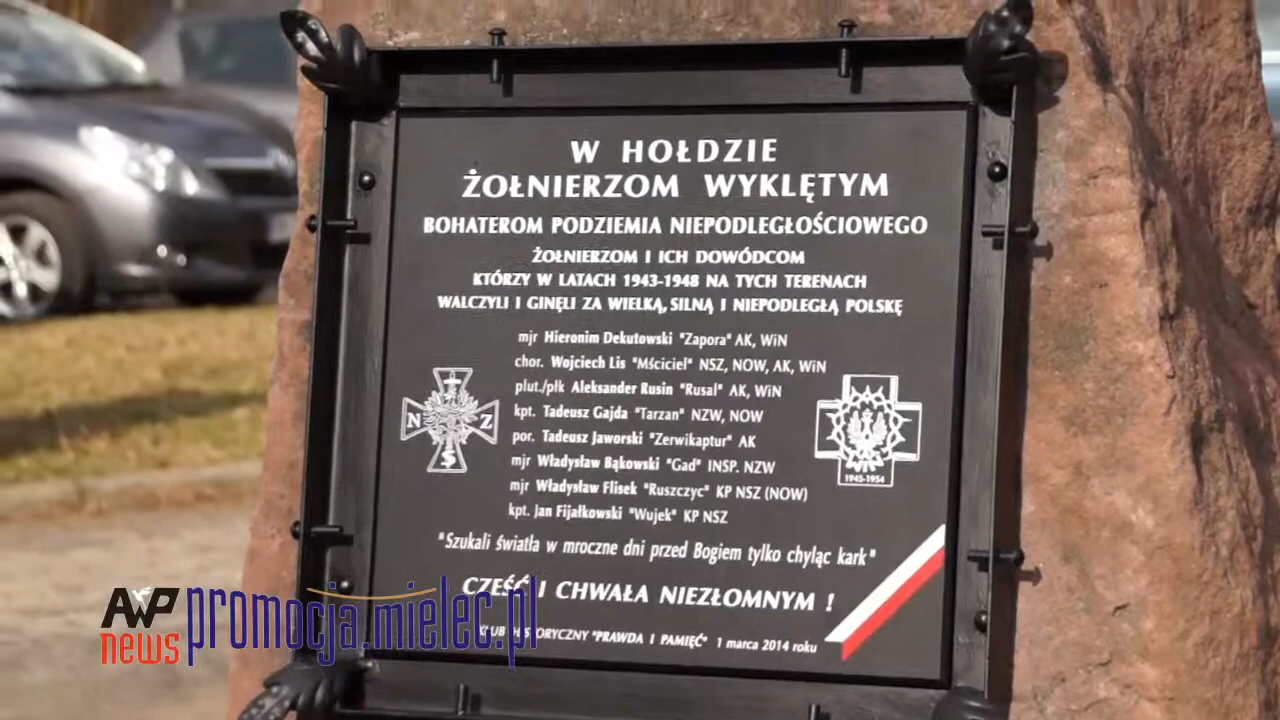 W HOŁDZIE
ŻOŁNIERZOM WYKLĘTYM
BOHATEROM PODZIEMIA NIEPODLEGŁOŚCIOWEGO
ŻOŁNIERZOM I ICH DOWÓDCOM
KTÓRZY W LATACH 1943-1948 NA TYCH TERENACH
WALCZYLI I GINĘLI ZA WIELKĄ, SILNĄ I NIEPODLEGŁĄ POLSKĘ
mjr Hieronim Dekutowski "Zapora" AK, WiN
chor. Wojciech Lis "Mściciel" NSZ, NOW, AK, WiN
plut./płk Aleksander Rusin "Rusal" AK, WiN
kpt. Tadeusz Gajda "Tarzan" NZW, NOW
por. Tadeusz Jaworski "Zerwikaptur" AK
mjr Władysław Bąkowski "Gad" INSP. NZW
mjr Władysław Flisek "Ruszczyc" KP NSZ (NOW)
kpt. Jan Fijałkowski "Wujek" KP NSZ
N Z
S
1945-1954
"Szukali światła w mroczne dni przed Bogiem tylko chyląc kark"
CZEŚĆ I CHWAŁA NIEZŁOMNYM !
KLUB HISTORYCZNY "PRAWDA I PAMIĘĆ" 1 marca 2014 roku
AVP
news
promocja.mielec.pl